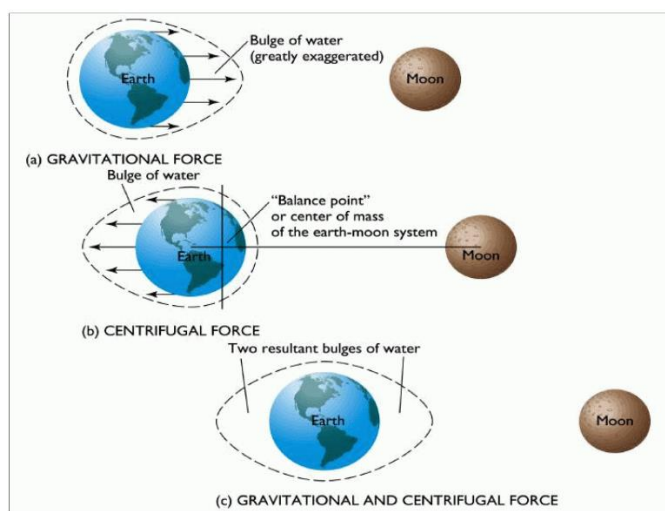 Bulge of water
(greatly exaggerated)
Earth
Moon
(a) GRAVITATIONAL FORCE
Bulge of water
"Balance point"
or center of mass
of the earth-moon system
Earth
Moon
(b) CENTRIFUGAL FORCE
Two resultant bulges of water
Earth
Moon
(c) GRAVITATIONAL AND CENTRIFUGAL FORCE